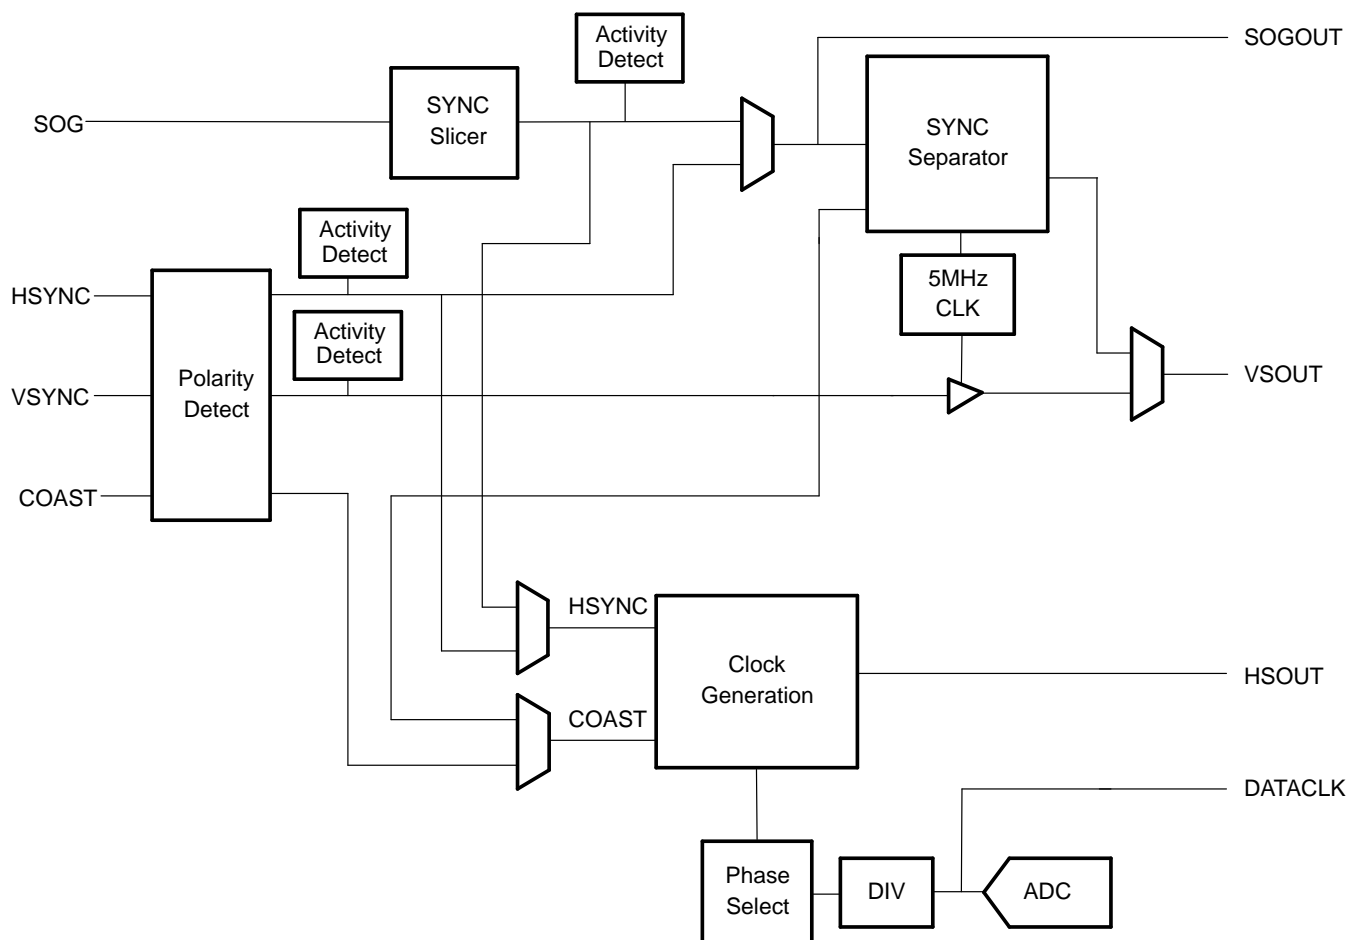 Activity
Detect
SOGOUT
SYNC
Slicer
SOG
SYNC
Separator
Activity
Detect
HSYNC
5MHz
CLK
Activity
Detect
VSYNC
Polarity
Detect
VSOUT
COAST
HSYNC
Clock
Generation
HSOUT
COAST
DATACLK
Phase
Select
DIV
ADC